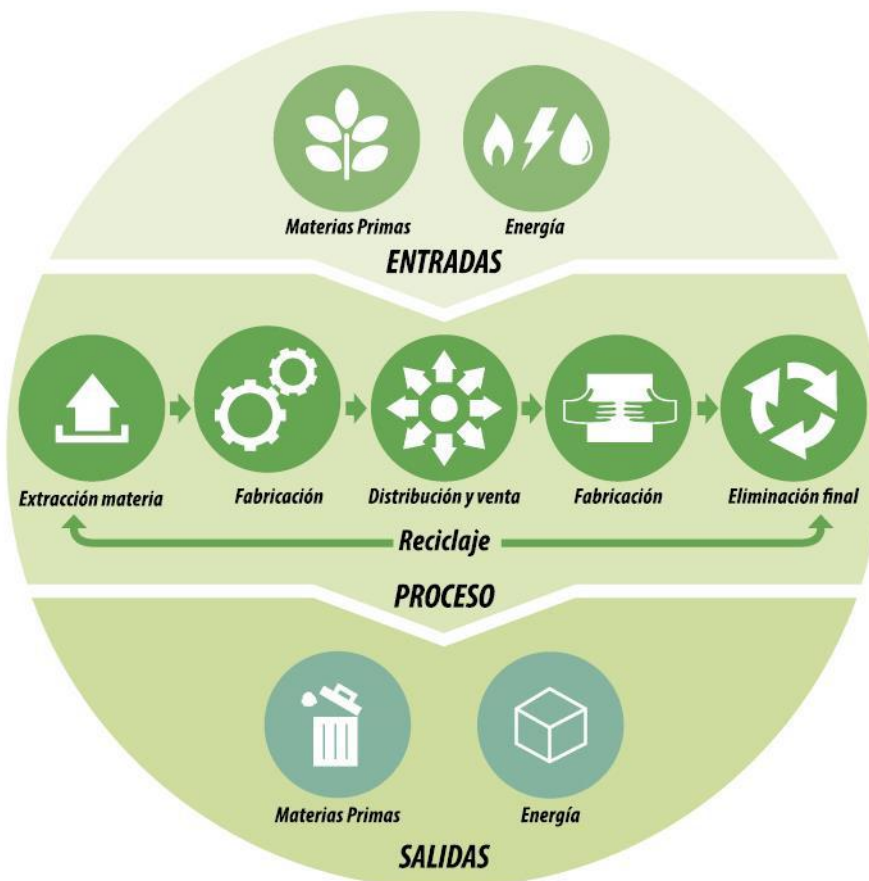 Materias Primas
Energía
ENTRADAS
Extracción materia
Fabricación
Distribución y venta
Fabricación
Eliminación final
Reciclaje
PROCESO
Materias Primas
Energía
SALIDAS